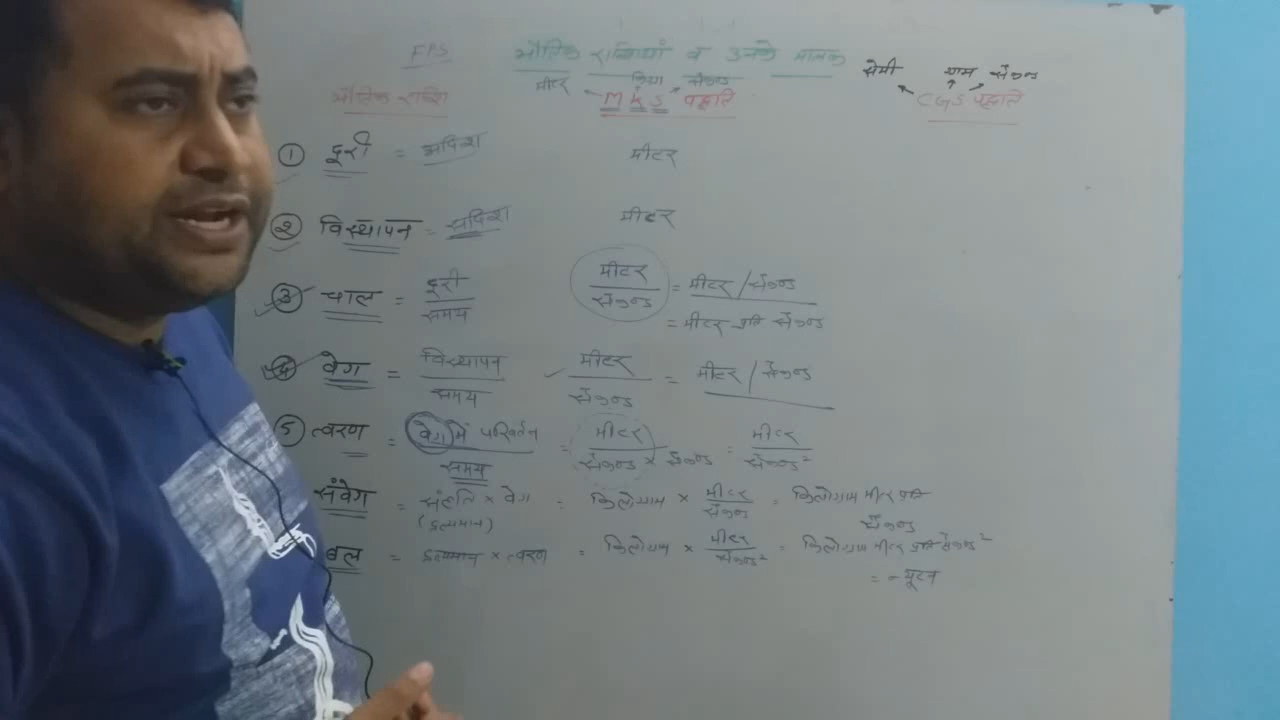 FPS भौतिक राशियाँ व उनके मात्रक
मीटर किग्रा सेकण्ड सेमी ग्राम सेकण्ड
भौतिक राशि MKS पद्धति CGS पद्धति
① दूरी = अदिश मीटर
② विस्थापन = सदिश मीटर
③ चाल = दूरी / समय मीटर / सेकण्ड = मीटर / सेकण्ड
= मीटर प्रति सेकण्ड
④ वेग = विस्थापन / समय मीटर / सेकण्ड = मीटर / सेकण्ड
⑤ त्वरण = वेग में परिवर्तन / समय = मीटर / सेकण्ड × सेकण्ड = मीटर / सेकण्ड²
संवेग = संहति × वेग = किलोग्राम × मीटर / सेकण्ड = किलोग्राम मीटर प्रति
(द्रव्यमान) सेकण्ड
बल = द्रव्यमान × त्वरण = किलोग्राम × मीटर / सेकण्ड² = किलोग्राम मीटर प्रति सेकण्ड²
= न्यूटन